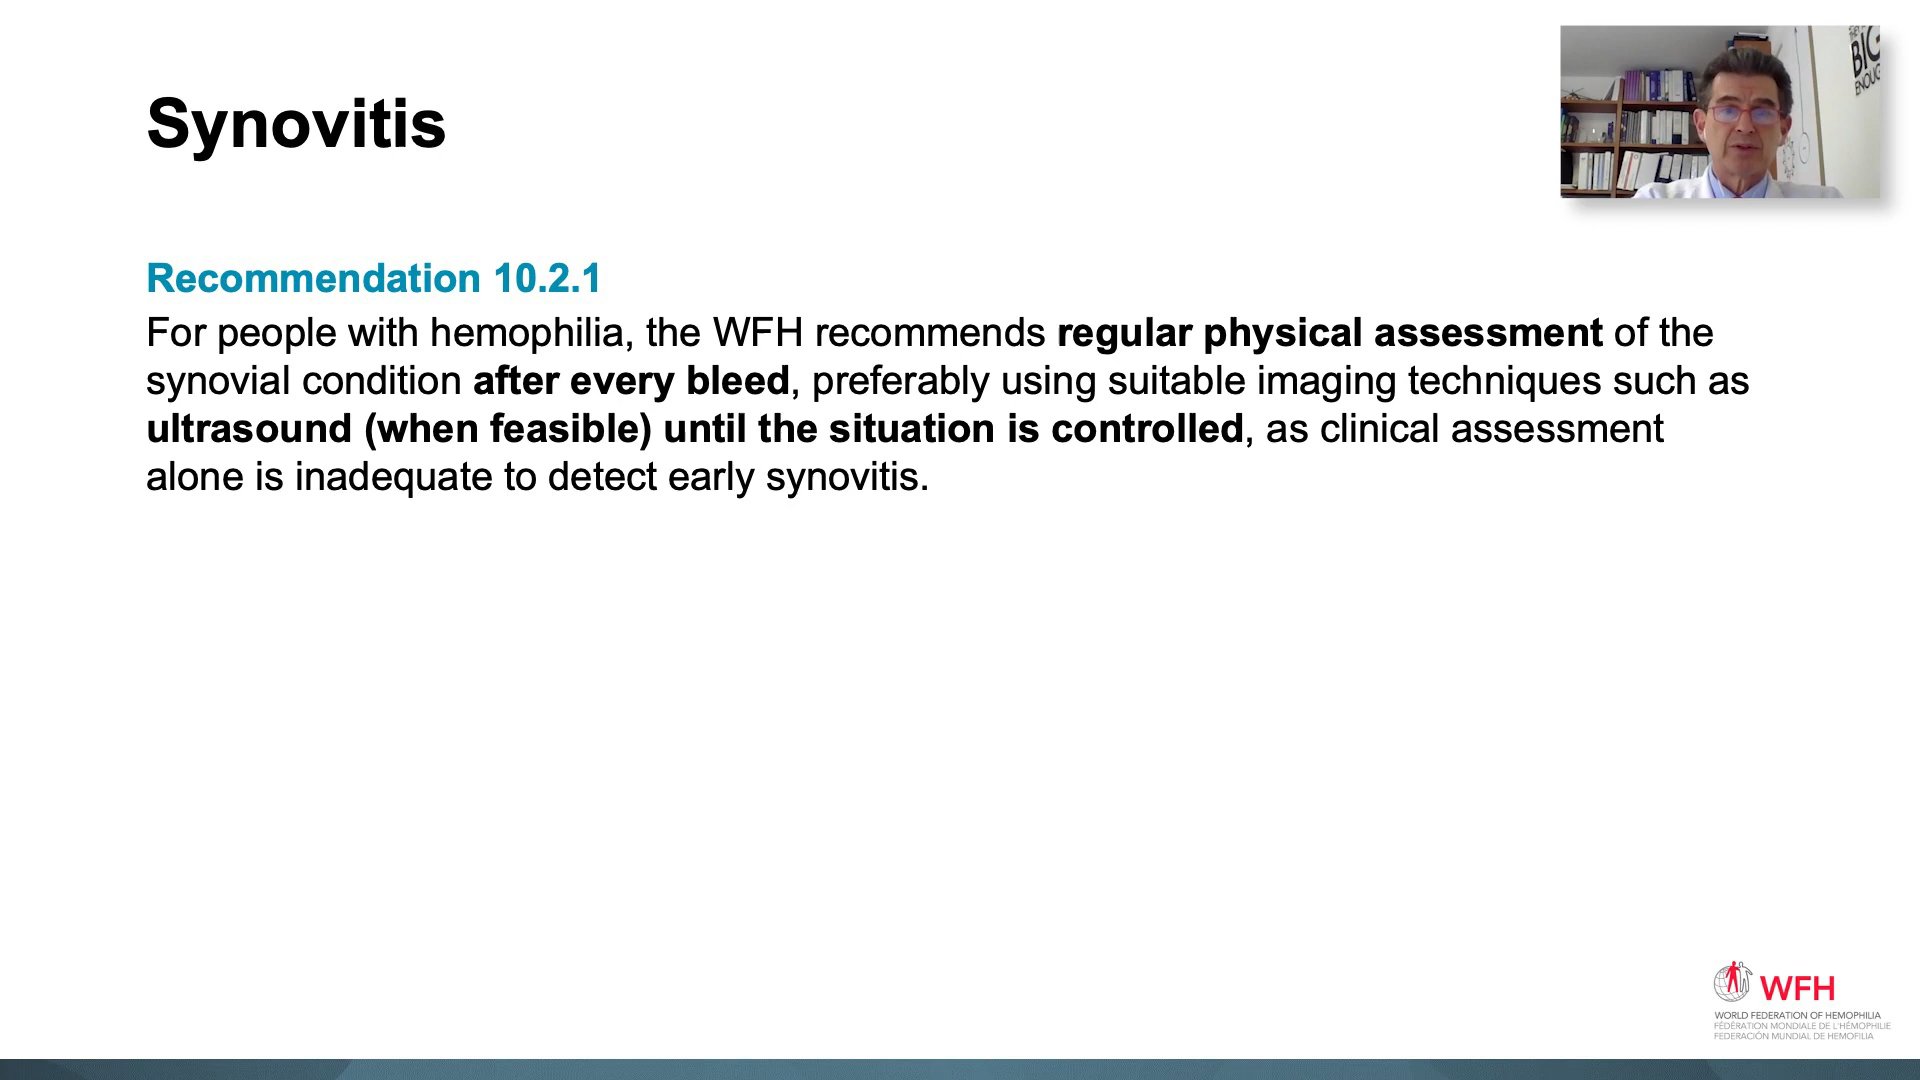 Synovitis
BIG
ENOUG
Recommendation 10.2.1
For people with hemophilia, the WFH recommends regular physical assessment of the
synovial condition after every bleed, preferably using suitable imaging techniques such as
ultrasound (when feasible) until the situation is controlled, as clinical assessment
alone is inadequate to detect early synovitis.
WFH
WORLD FEDERATION OF HEMOPHILIA
FÉDÉRATION MONDIALE DE L'HÉMOPHILIE
FEDERACIÓN MUNDIAL DE HEMOFILIA